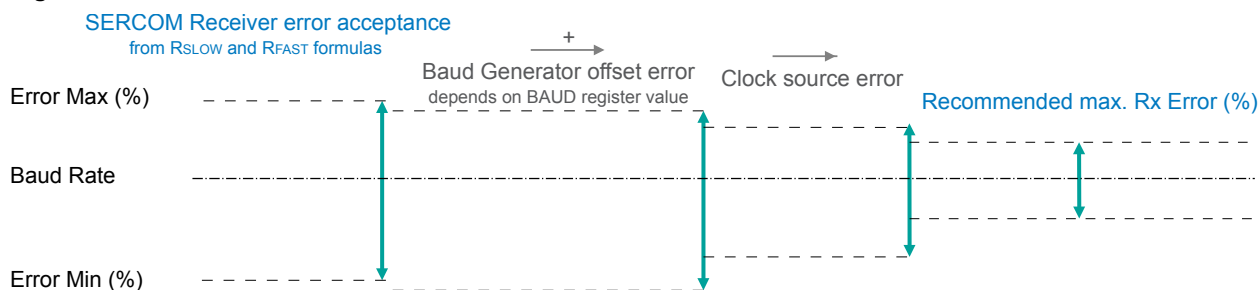 SERCOM Receiver error acceptance
from RSLOW and RFAST formulas
+
Baud Generator offset error
depends on BAUD register value
Clock source error
Recommended max. Rx Error (%)
Error Max (%)
Baud Rate
Error Min (%)